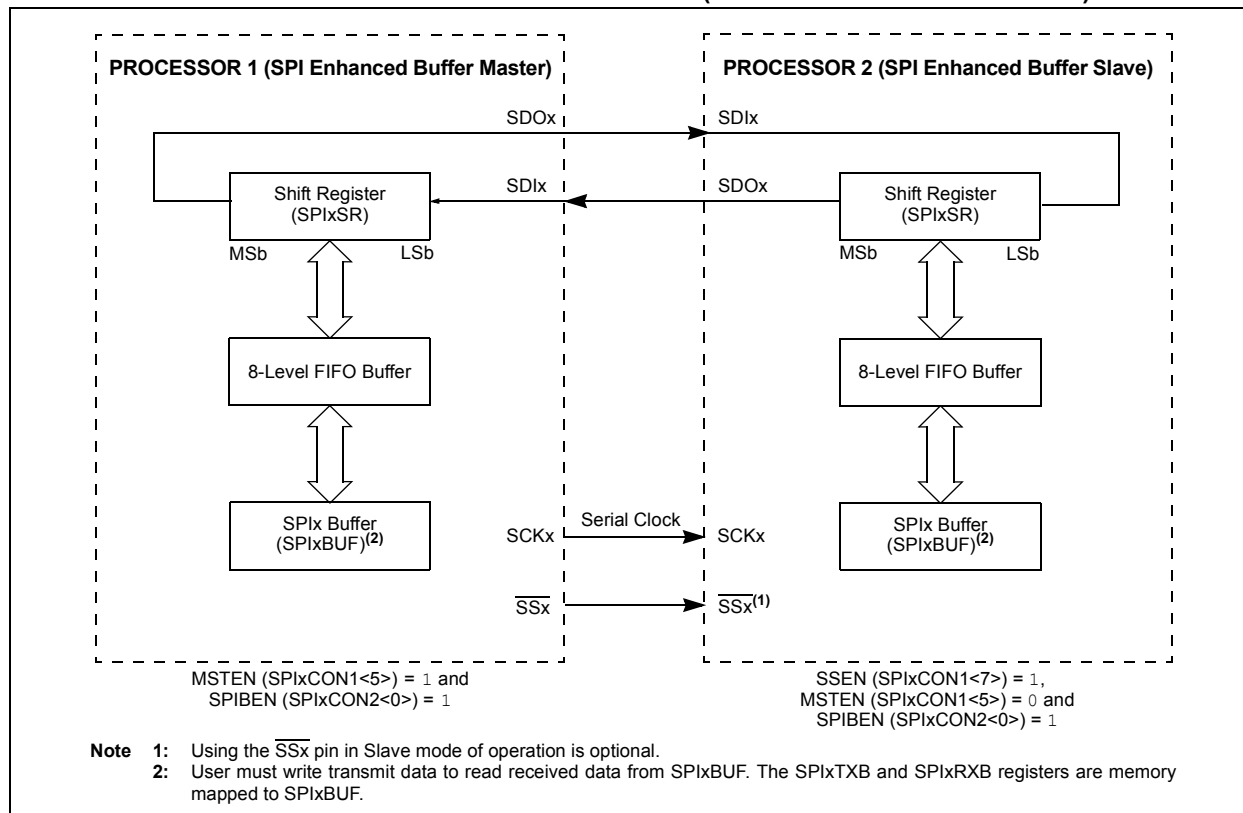 PROCESSOR 1 (SPI Enhanced Buffer Master)
PROCESSOR 2 (SPI Enhanced Buffer Slave)
SDOx
SDIx
Shift Register
(SPIxSR)
SDIx
SDOx
Shift Register
(SPIxSR)
MSb
LSb
MSb
LSb
8-Level FIFO Buffer
8-Level FIFO Buffer
SPIx Buffer
(SPIxBUF)(2)
SCKx
Serial Clock
SCKx
SPIx Buffer
(SPIxBUF)(2)
SSx
SSx(1)
MSTEN (SPIxCON1<5>) = 1 and
SPIBEN (SPIxCON2<0>) = 1
SSEN (SPIxCON1<7>) = 1,
MSTEN (SPIxCON1<5>) = 0 and
SPIBEN (SPIxCON2<0>) = 1
Note 1: Using the SSx pin in Slave mode of operation is optional.
2: User must write transmit data to read received data from SPIxBUF. The SPIxTXB and SPIxRXB registers are memory
mapped to SPIxBUF.